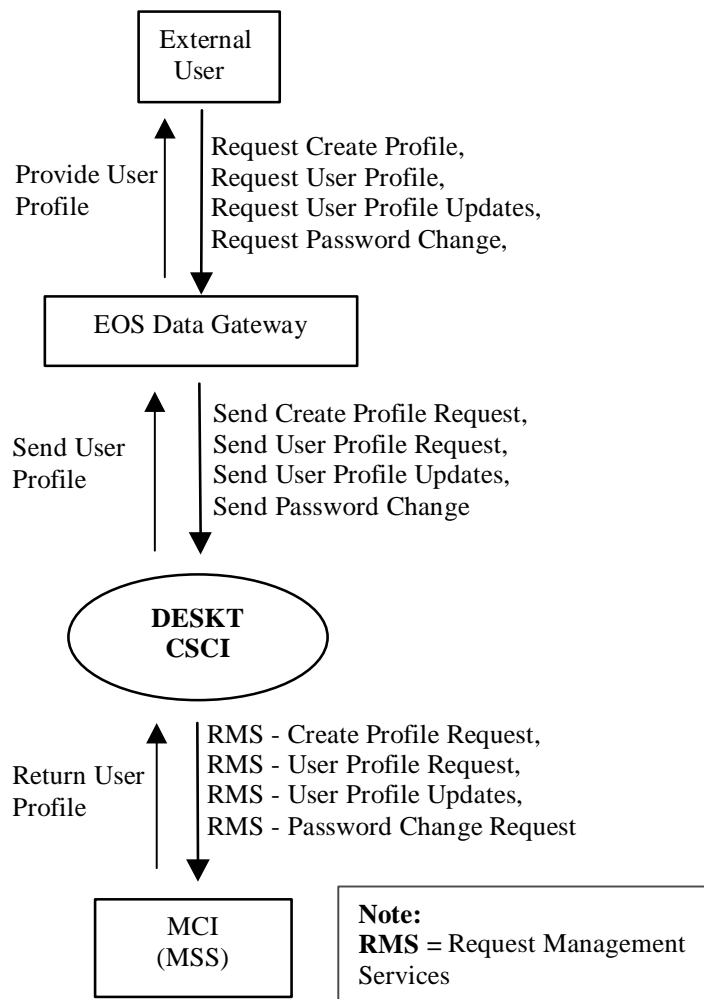 External
User
Provide User
Profile
Request Create Profile,
Request User Profile,
Request User Profile Updates,
Request Password Change,
EOS Data Gateway
Send User
Profile
Send Create Profile Request,
Send User Profile Request,
Send User Profile Updates,
Send Password Change
DESKT
CSCI
Return User
Profile
RMS - Create Profile Request,
RMS - User Profile Request,
RMS - User Profile Updates,
RMS - Password Change Request
MCI
(MSS)
Note:
RMS = Request Management
Services